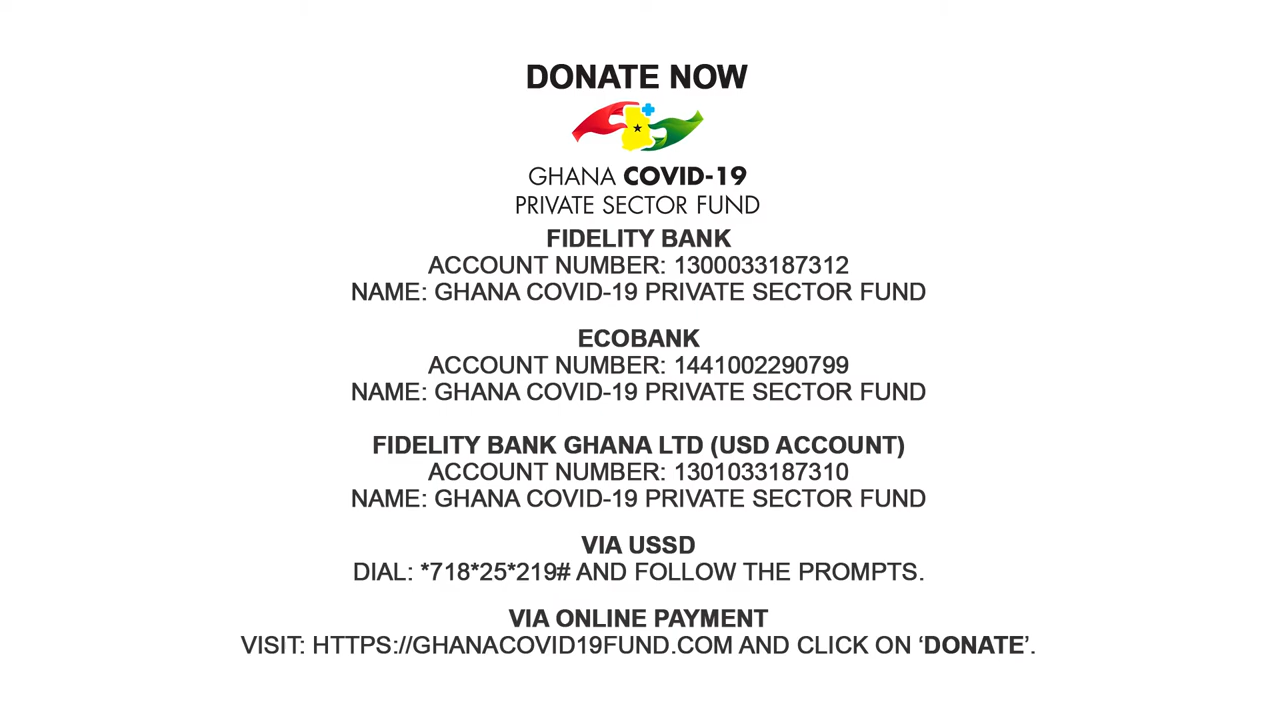 DONATE NOW
GHANA COVID-19
PRIVATE SECTOR FUND
FIDELITY BANK
ACCOUNT NUMBER: 1300033187312
NAME: GHANA COVID-19 PRIVATE SECTOR FUND
ECOBANK
ACCOUNT NUMBER: 1441002290799
NAME: GHANA COVID-19 PRIVATE SECTOR FUND
FIDELITY BANK GHANA LTD (USD ACCOUNT)
ACCOUNT NUMBER: 1301033187310
NAME: GHANA COVID-19 PRIVATE SECTOR FUND
VIA USSD
DIAL: *718*25*219# AND FOLLOW THE PROMPTS.
VIA ONLINE PAYMENT
VISIT: HTTPS://GHANACOVID19FUND.COM AND CLICK ON ‘DONATE’.